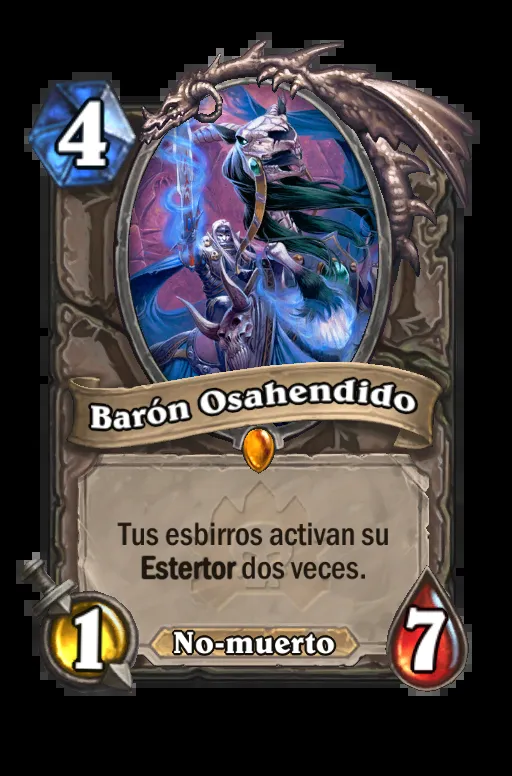 4
Barón Osahendido
Tus esbirros activan su
Estertor dos veces.
1
No-muerto
7